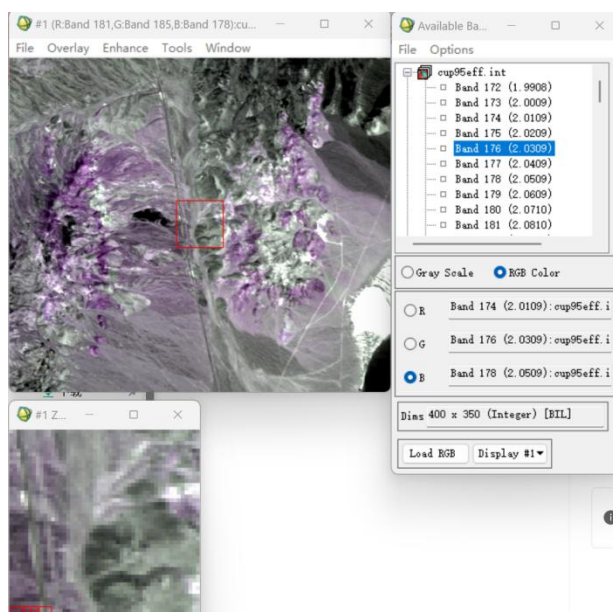 #1 (R:Band 181,G:Band 185,B:Band 178):cu...
File Overlay Enhance Tools Window
Available Ba...
File Options
cup95eff.int
Band 172 (1.9908)
Band 173 (2.0009)
Band 174 (2.0109)
Band 175 (2.0209)
Band 176 (2.0309)
Band 177 (2.0409)
Band 178 (2.0509)
Band 179 (2.0609)
Band 180 (2.0710)
Band 181 (2.0810)
Gray Scale RGB Color
R Band 174 (2.0109):cup95eff.i
G Band 176 (2.0309):cup95eff.i
B Band 178 (2.0509):cup95eff.i
Dims 400 x 350 (Integer) [BIL]
Load RGB Display #1
下载
#1 Z...